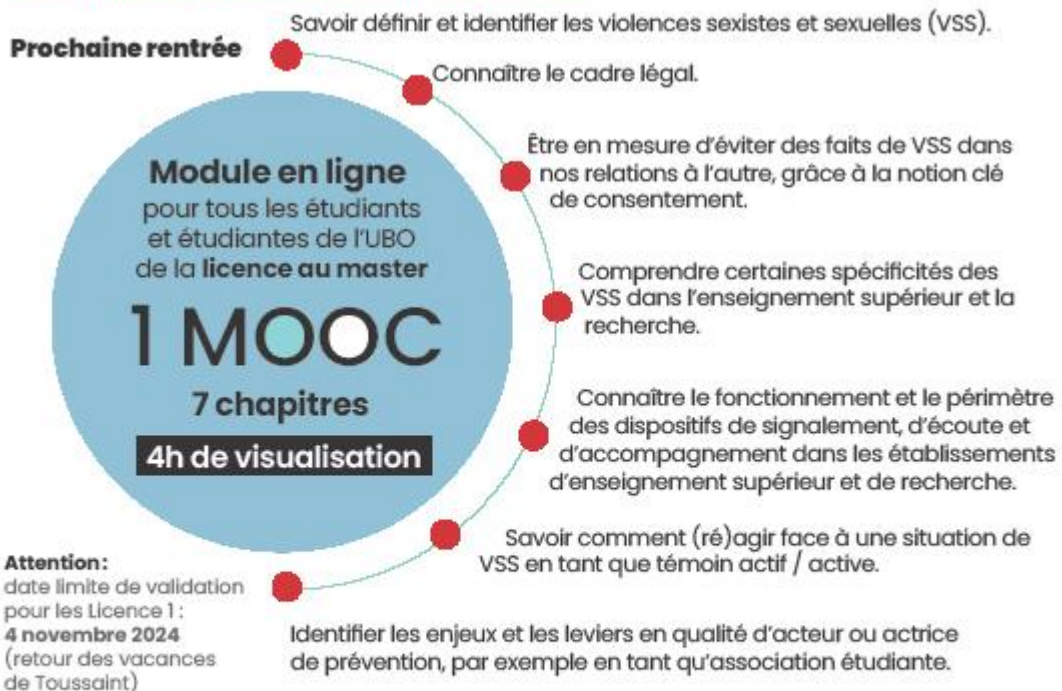 Prochaine rentrée
Savoir définir et identifier les violences sexistes et sexuelles (VSS).
Connaître le cadre légal.
Être en mesure d'éviter des faits de VSS dans
nos relations à l'autre, grâce à la notion clé
de consentement.
Comprendre certaines spécificités des
VSS dans l'enseignement supérieur et la
recherche.
Connaître le fonctionnement et le périmètre
des dispositifs de signalement, d'écoute et
d'accompagnement dans les établissements
d'enseignement supérieur et de recherche.
Savoir comment (ré)agir face à une situation de
VSS en tant que témoin actif / active.
Identifier les enjeux et les leviers en qualité d'acteur ou actrice
de prévention, par exemple en tant qu'association étudiante.
Module en ligne
pour tous les étudiants
et étudiantes de l'UBO
de la licence au master
1 MOOC
7 chapitres
4h de visualisation
Attention :
date limite de validation
pour les Licence 1 :
4 novembre 2024
(retour des vacances
de Toussaint)